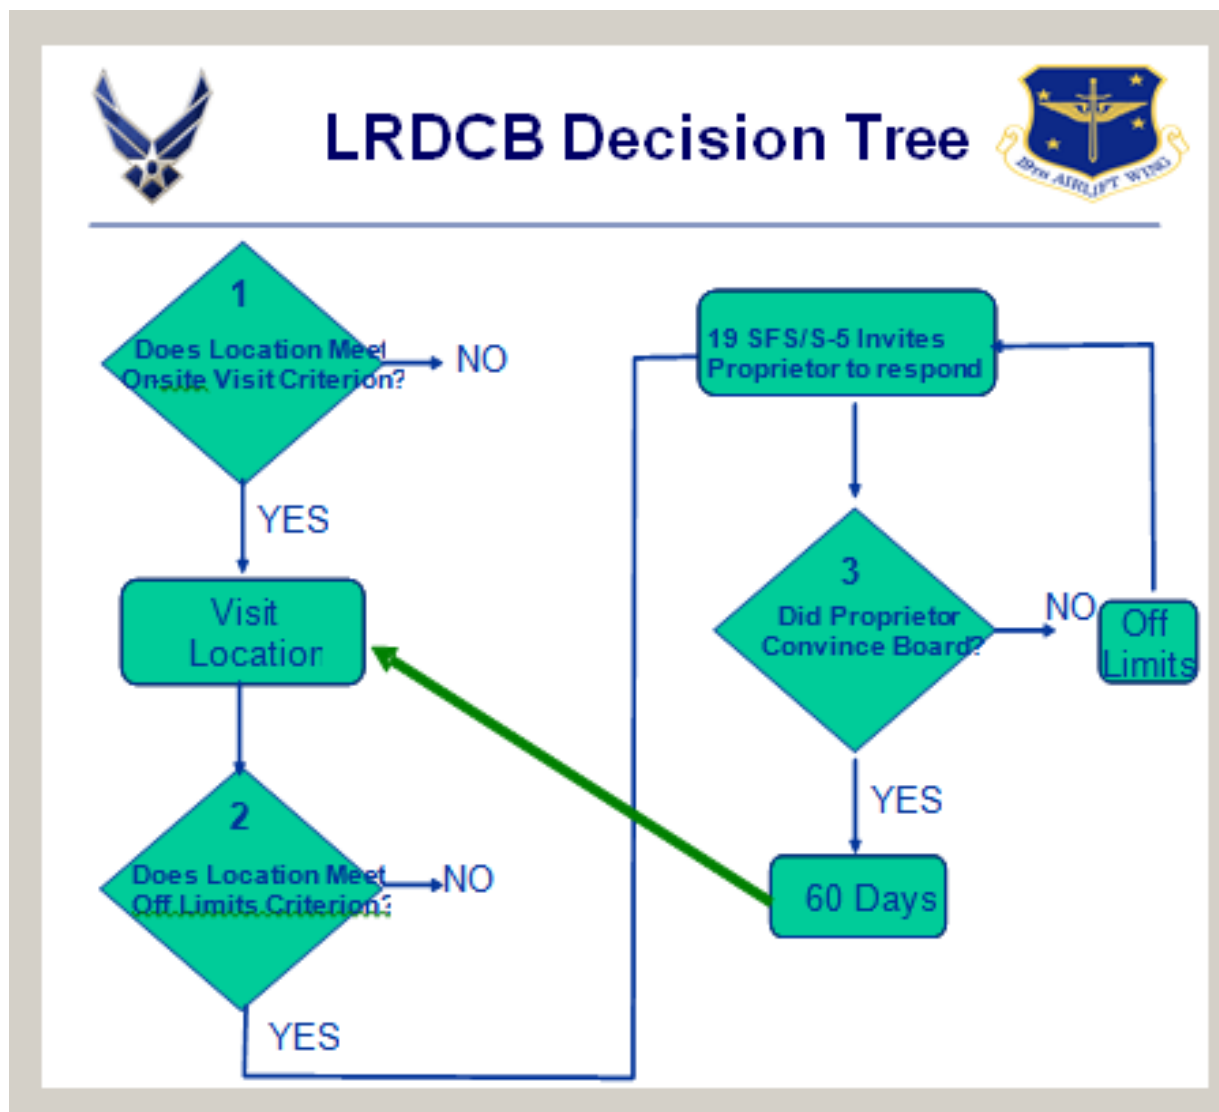 LRDCB Decision Tree
19TH AIRLIFT WING
1
Does Location Meet
On-site Visit Criterion?
NO
YES
Visit
Location
2
Does Location Meet
Off Limits Criterion?
NO
YES
19 SFS/S-5 Invites
Proprietor to respond
3
Did Proprietor
Convince Board?
NO
Off
Limits
YES
60 Days